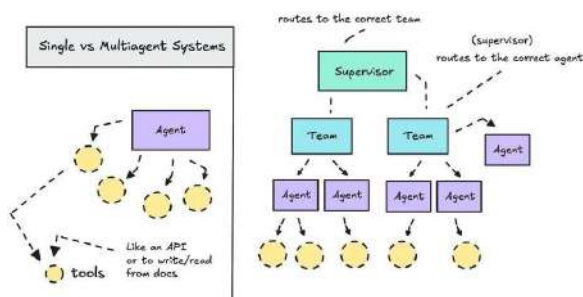 Single vs Multiagent Systems
Agent
tools
Like an API
or to write/read
from docs
routes to the correct team
Supervisor
(supervisor)
routes to the correct agent
Team
Team
Agent
Agent
Agent
Agent
Agent